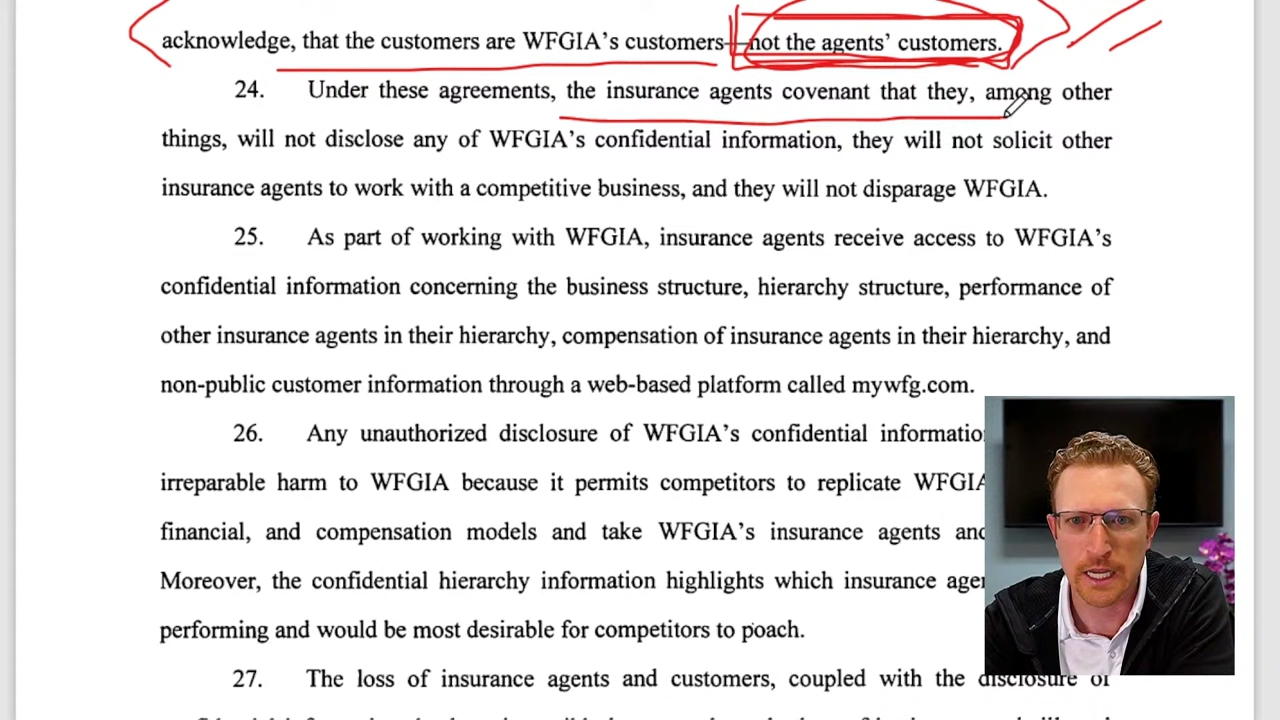 acknowledge, that the customers are WFGIA's customers—not the agents' customers.
24. Under these agreements, the insurance agents covenant that they, among other
things, will not disclose any of WFGIA's confidential information, they will not solicit other
insurance agents to work with a competitive business, and they will not disparage WFGIA.
25. As part of working with WFGIA, insurance agents receive access to WFGIA's
confidential information concerning the business structure, hierarchy structure, performance of
other insurance agents in their hierarchy, compensation of insurance agents in their hierarchy, and
non-public customer information through a web-based platform called mywfg.com.
26. Any unauthorized disclosure of WFGIA's confidential
irreparable harm to WFGIA because it permits competitors to replicate
financial, and compensation models and take WFGIA's insurance agents
Moreover, the confidential hierarchy information highlights which insurance
performing and would be most desirable for competitors to poach.
27. The loss of insurance agents and customers, coupled with the disclosure of